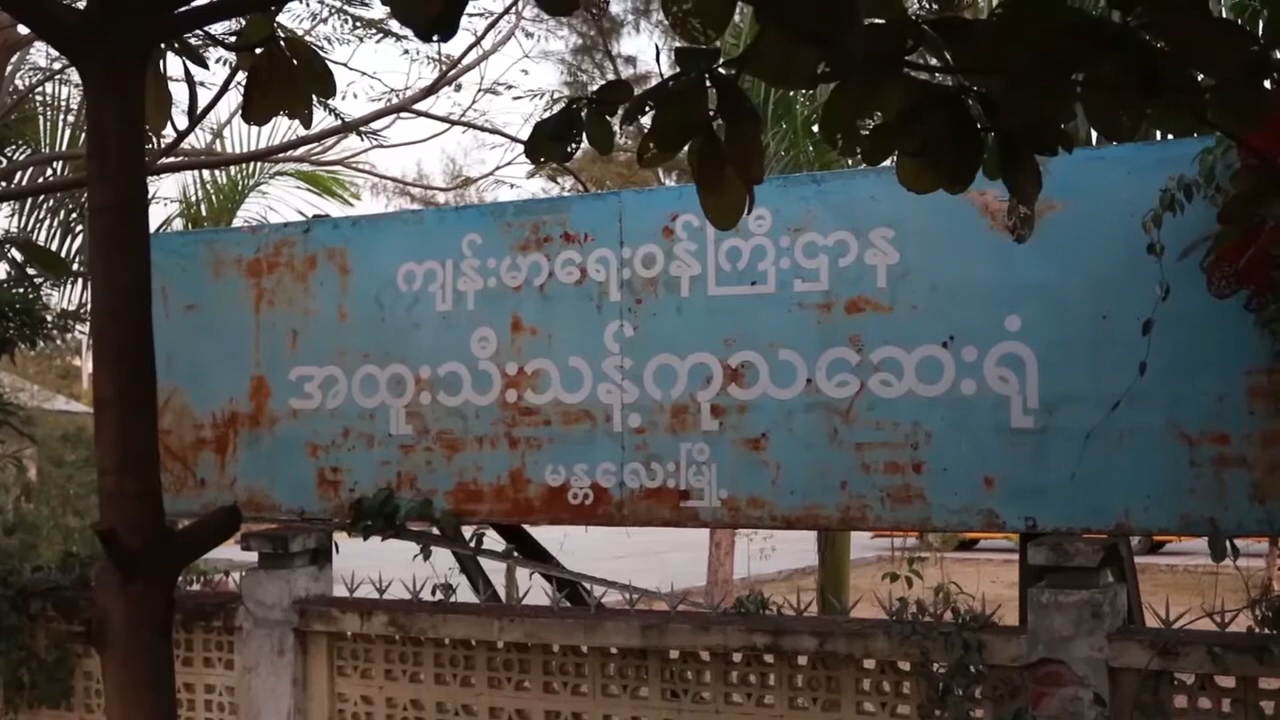 ကျန်းမာရေးဝန်ကြီးဌာန
အထူးသီးသန့်ကုသဆေးရုံ
မန္တလေးမြို့